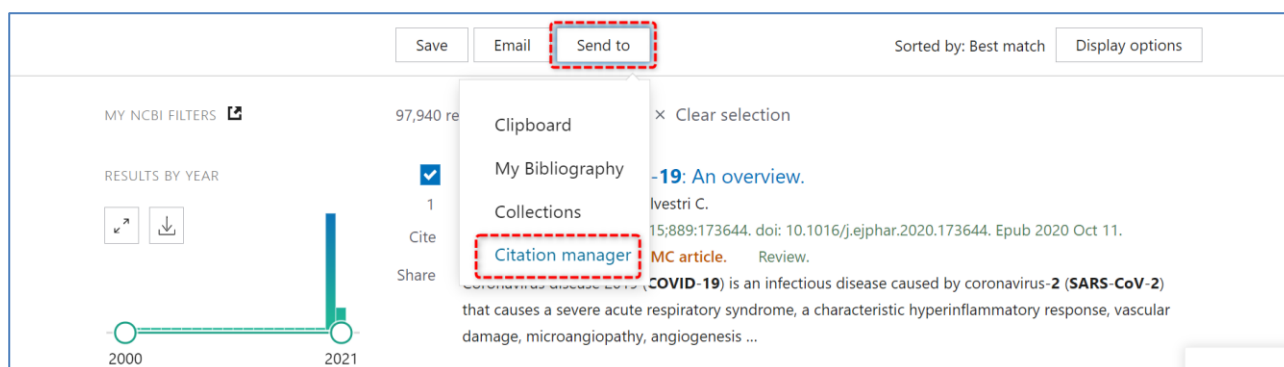 Save Email Send to Sorted by: Best match Display options
MY NCBI FILTERS 97,940 re × Clear selection
Clipboard
My Bibliography
Collections
Citation manager
RESULTS BY YEAR
-19: An overview.
1 lvestri C.
Cite 15;889:173644. doi: 10.1016/j.ejphar.2020.173644. Epub 2020 Oct 11.
Share MC article. Review.
(COVID-19) is an infectious disease caused by coronavirus-2 (SARS-CoV-2)
that causes a severe acute respiratory syndrome, a characteristic hyperinflammatory response, vascular
damage, microangiopathy, angiogenesis ...
2000 2021